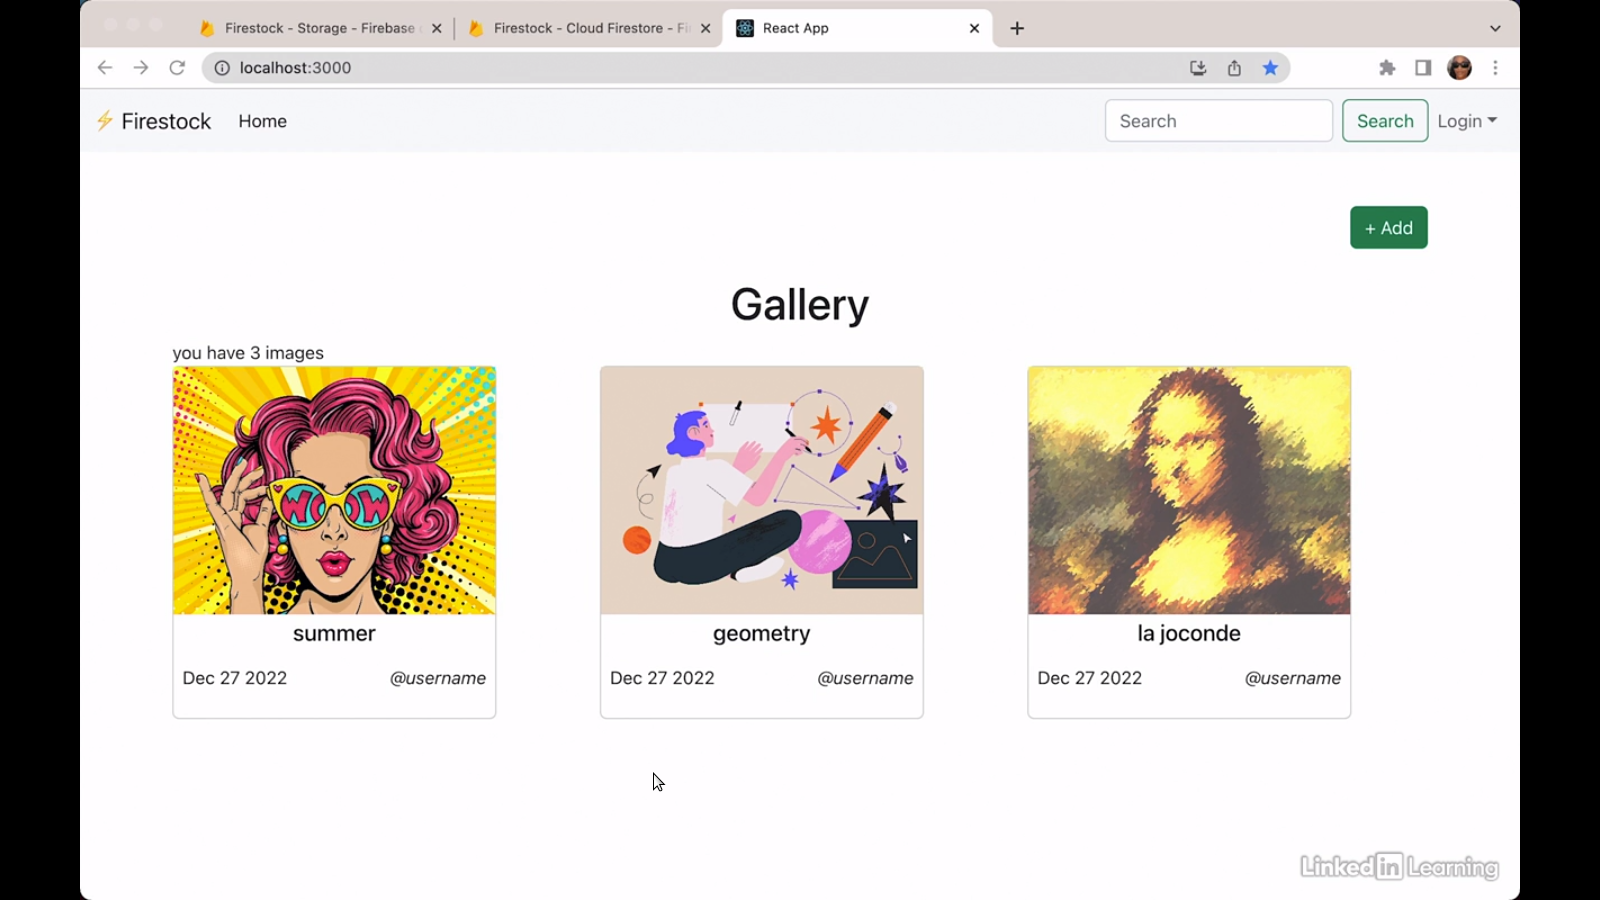 Firestock - Storage - Firebase
Firestock - Cloud Firestore - Fi
React App
localhost:3000
⚡ Firestock
Home
Search
Search
Login
+ Add
Gallery
you have 3 images
WOW
summer
Dec 27 2022
@username
geometry
Dec 27 2022
@username
la joconde
Dec 27 2022
@username
Linked in Learning